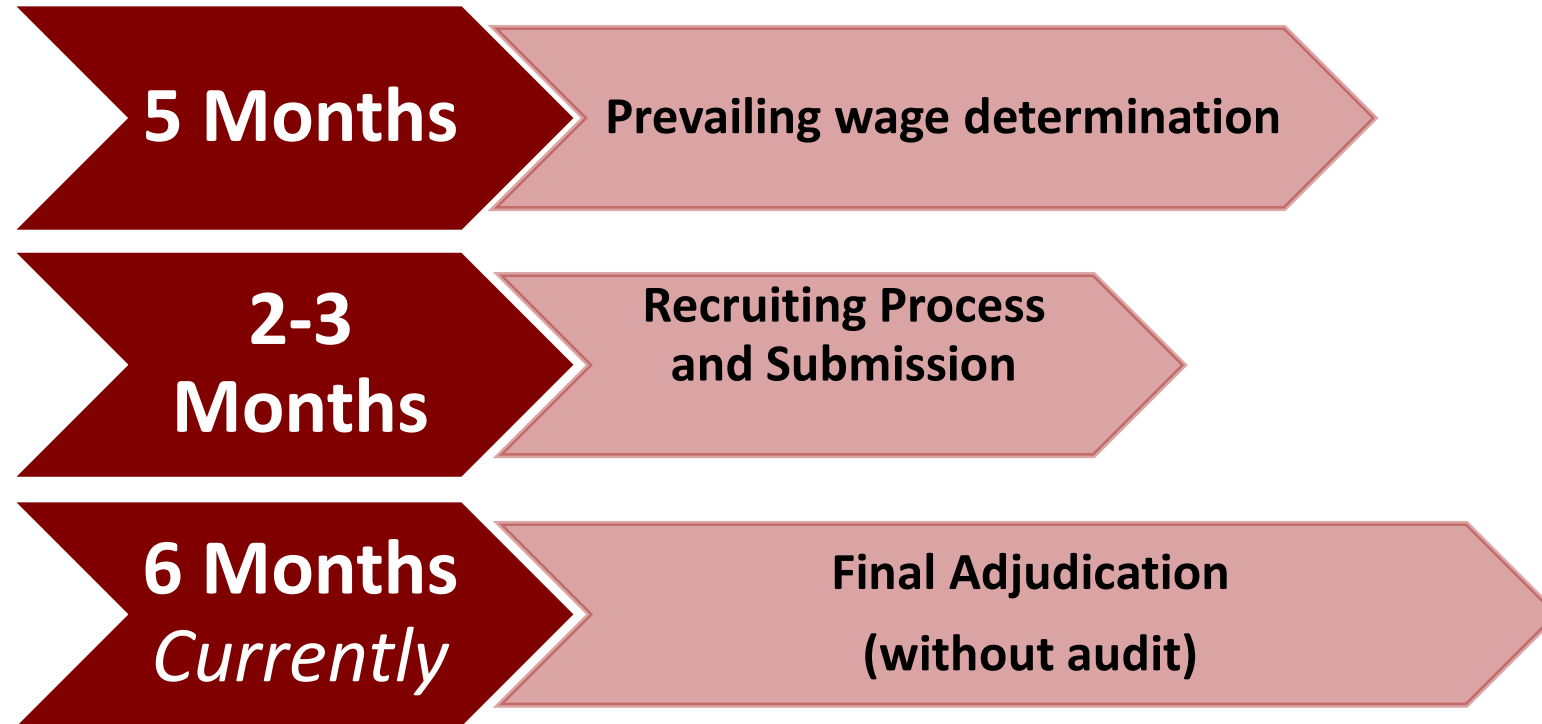 5 Months
Prevailing wage determination
2-3
Months
Recruiting Process
and Submission
6 Months
Currently
Final Adjudication
(without audit)